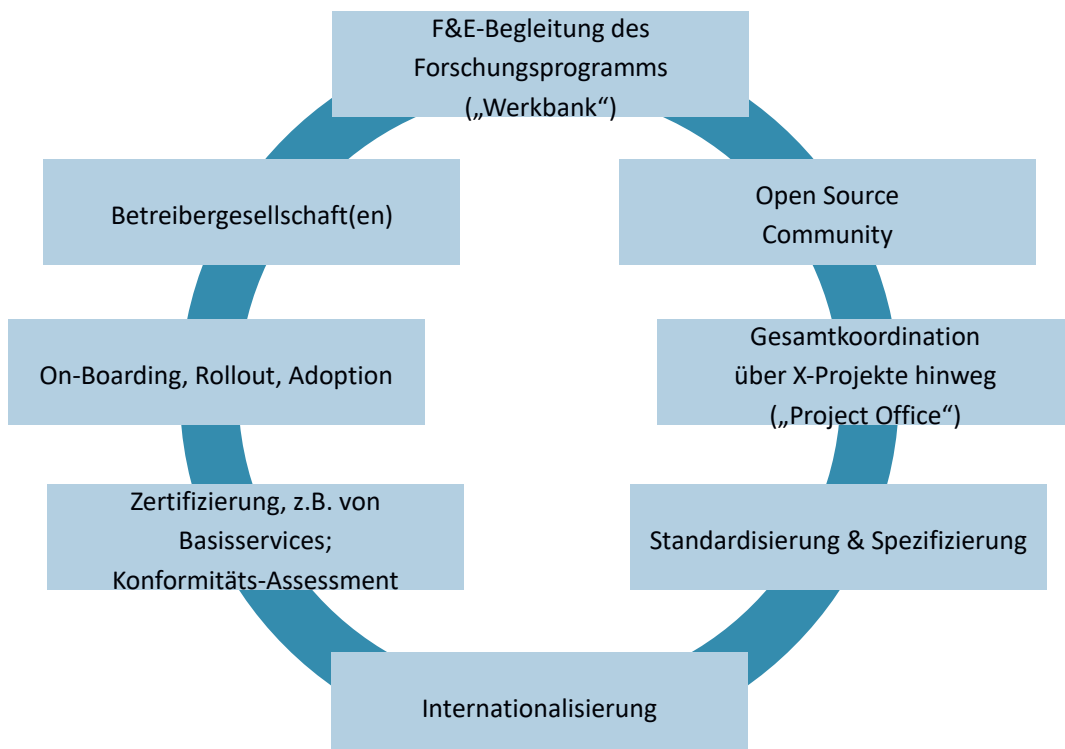 F&E-Begleitung des
Forschungsprogramms
(„Werkbank“)
Betreibergesellschaft(en)
Open Source
Community
On-Boarding, Rollout, Adoption
Gesamtkoordination
über X-Projekte hinweg
(„Project Office“)
Zertifizierung, z.B. von
Basisservices;
Konformitäts-Assessment
Standardisierung & Spezifizierung
Internationalisierung